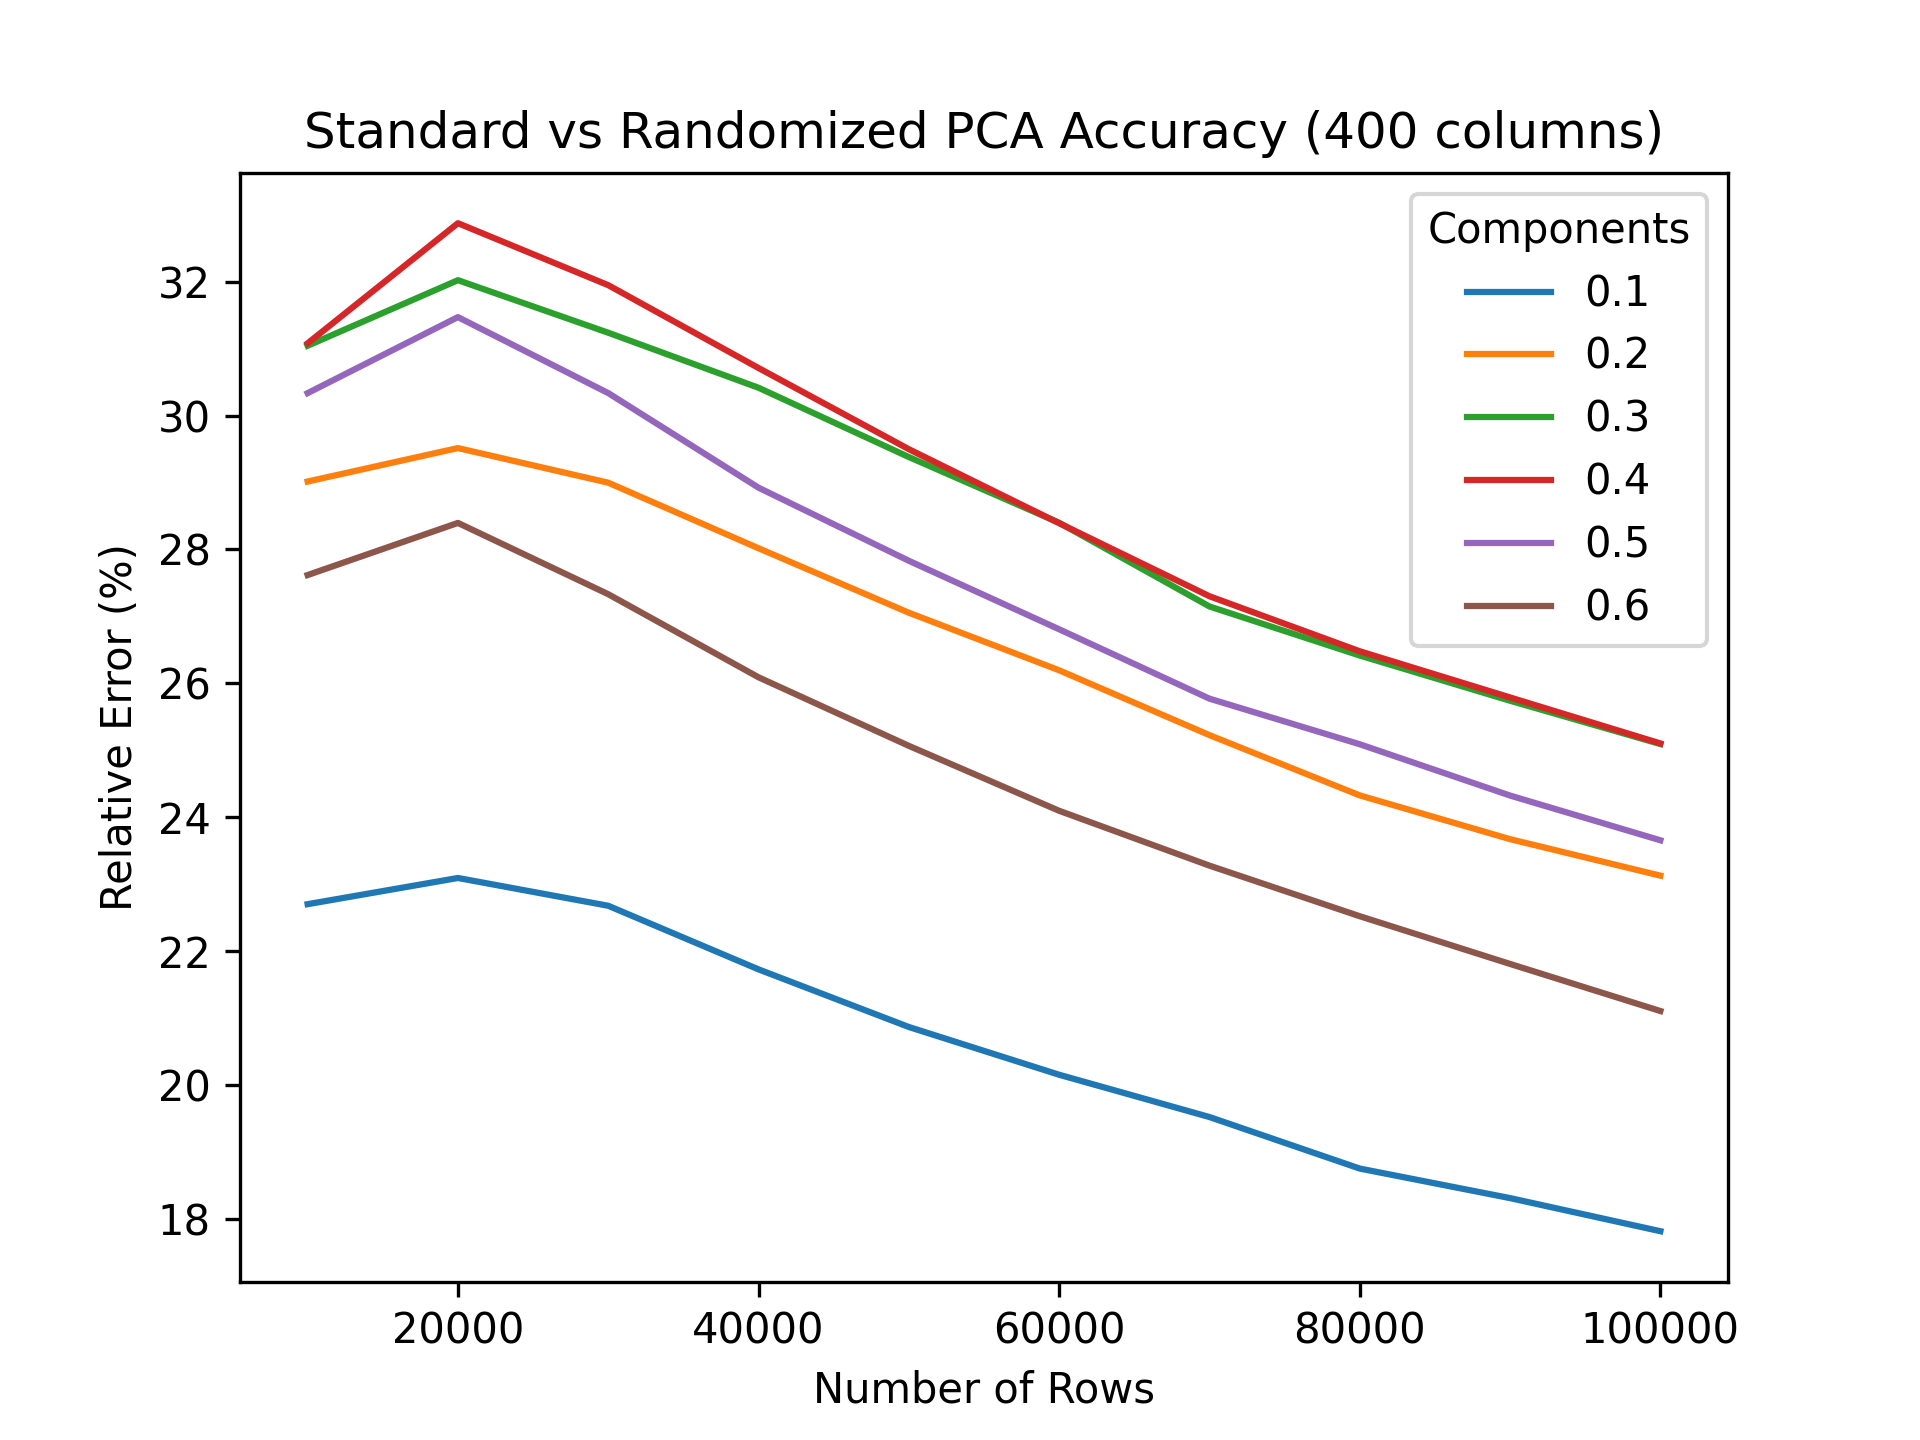 Standard vs Randomized PCA Accuracy (400 columns)
Components
0.1
0.2
0.3
0.4
0.5
0.6
Relative Error (%)
32
30
28
26
24
22
20
18
20000 40000 60000 80000 100000
Number of Rows